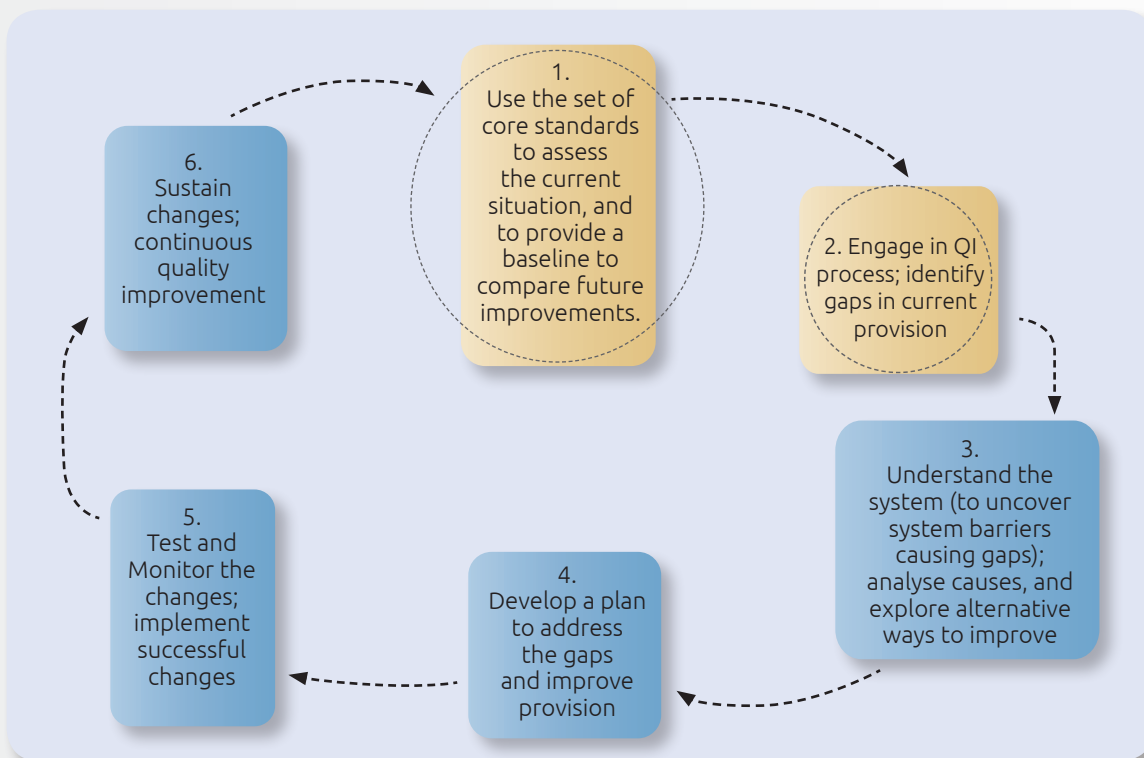 1.
Use the set of
core standards
to assess
the current
situation, and
to provide a
baseline to
compare future
improvements.
2. Engage in QI
process; identify
gaps in current
provision
3.
Understand the
system (to uncover
system barriers
causing gaps);
analyse causes, and
explore alternative
ways to improve
4.
Develop a plan
to address
the gaps
and improve
provision
5.
Test and
Monitor the
changes;
implement
successful
changes
6.
Sustain
changes;
continuous
quality
improvement